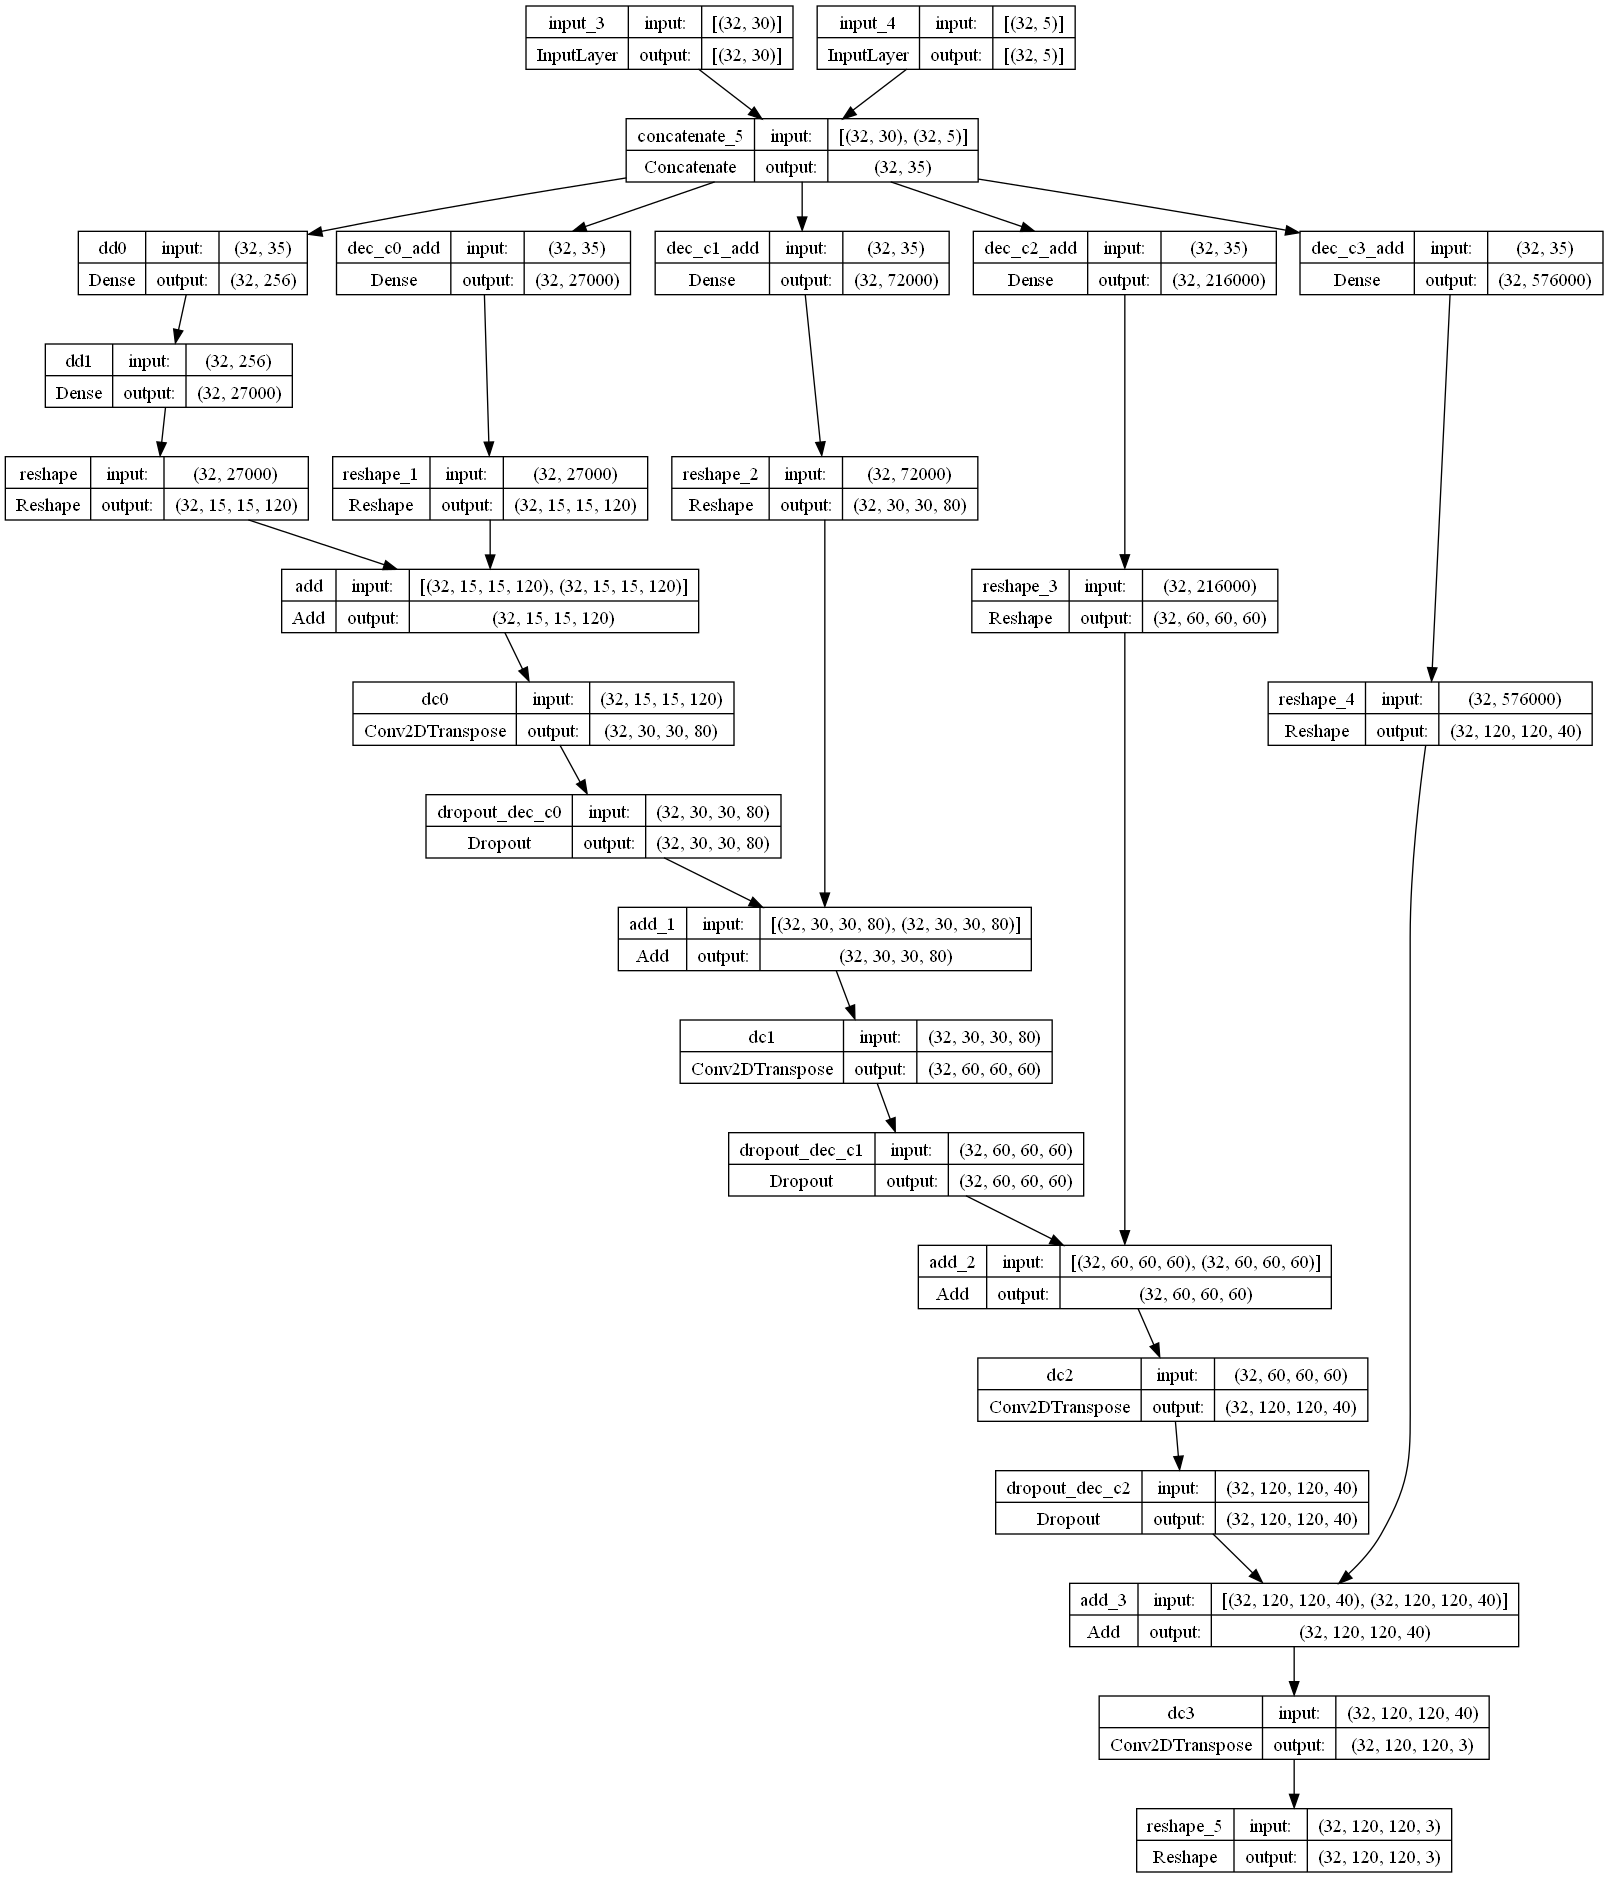 input_3 input: [(32, 30)]
InputLayer output: [(32, 30)]
input_4 input: [(32, 5)]
InputLayer output: [(32, 5)]
concatenate_5 input: [(32, 30), (32, 5)]
Concatenate output: (32, 35)
dd0 input: (32, 35)
Dense output: (32, 256)
dec_c0_add input: (32, 35)
Dense output: (32, 27000)
dec_c1_add input: (32, 35)
Dense output: (32, 72000)
dec_c2_add input: (32, 35)
Dense output: (32, 216000)
dec_c3_add input: (32, 35)
Dense output: (32, 576000)
dd1 input: (32, 256)
Dense output: (32, 27000)
reshape input: (32, 27000)
Reshape output: (32, 15, 15, 120)
reshape_1 input: (32, 27000)
Reshape output: (32, 15, 15, 120)
reshape_2 input: (32, 72000)
Reshape output: (32, 30, 30, 80)
add input: [(32, 15, 15, 120), (32, 15, 15, 120)]
Add output: (32, 15, 15, 120)
reshape_3 input: (32, 216000)
Reshape output: (32, 60, 60, 60)
dc0 input: (32, 15, 15, 120)
Conv2DTranspose output: (32, 30, 30, 80)
reshape_4 input: (32, 576000)
Reshape output: (32, 120, 120, 40)
dropout_dec_c0 input: (32, 30, 30, 80)
Dropout output: (32, 30, 30, 80)
add_1 input: [(32, 30, 30, 80), (32, 30, 30, 80)]
Add output: (32, 30, 30, 80)
dc1 input: (32, 30, 30, 80)
Conv2DTranspose output: (32, 60, 60, 60)
dropout_dec_c1 input: (32, 60, 60, 60)
Dropout output: (32, 60, 60, 60)
add_2 input: [(32, 60, 60, 60), (32, 60, 60, 60)]
Add output: (32, 60, 60, 60)
dc2 input: (32, 60, 60, 60)
Conv2DTranspose output: (32, 120, 120, 40)
dropout_dec_c2 input: (32, 120, 120, 40)
Dropout output: (32, 120, 120, 40)
add_3 input: [(32, 120, 120, 40), (32, 120, 120, 40)]
Add output: (32, 120, 120, 40)
dc3 input: (32, 120, 120, 40)
Conv2DTranspose output: (32, 120, 120, 3)
reshape_5 input: (32, 120, 120, 3)
Reshape output: (32, 120, 120, 3)